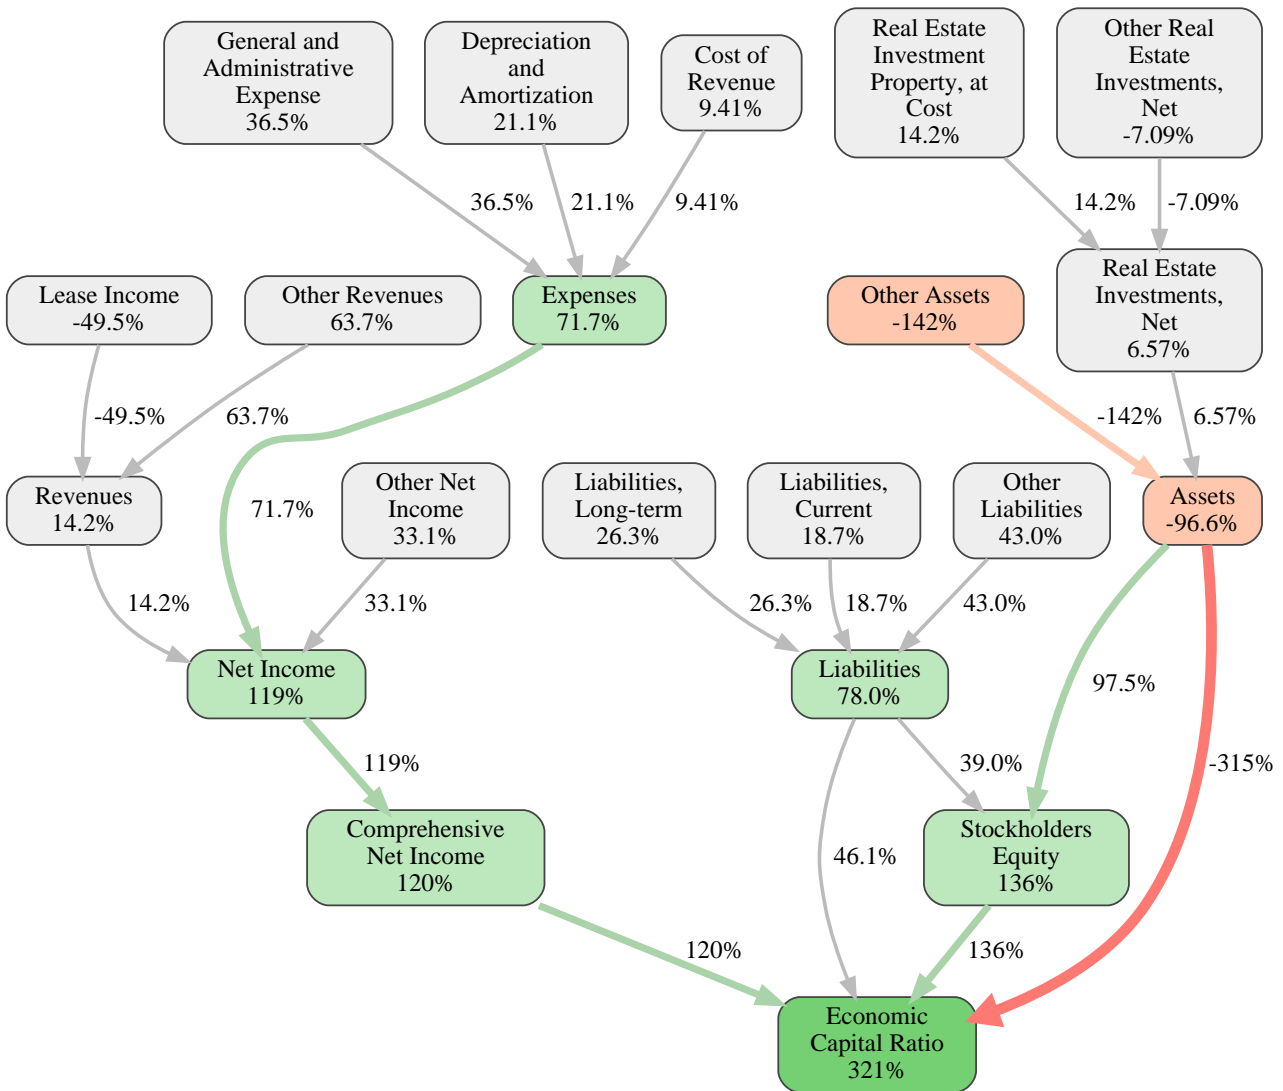 General and
Administrative
Expense
36.5%
Depreciation
and
Amortization
21.1%
Cost of
Revenue
9.41%
Real Estate
Investment
Property, at
Cost
14.2%
Other Real
Estate
Investments,
Net
-7.09%
36.5%
21.1%
9.41%
14.2%
-7.09%
Lease Income
-49.5%
Other Revenues
63.7%
Expenses
71.7%
Other Assets
-142%
Real Estate
Investments,
Net
6.57%
-49.5%
63.7%
-142%
6.57%
Revenues
14.2%
71.7%
Other Net
Income
33.1%
Liabilities,
Long-term
26.3%
Liabilities,
Current
18.7%
Other
Liabilities
43.0%
Assets
-96.6%
14.2%
33.1%
26.3%
18.7%
43.0%
Net Income
119%
Liabilities
78.0%
97.5%
119%
39.0%
-315%
Comprehensive
Net Income
120%
46.1%
Stockholders
Equity
136%
120%
136%
Economic
Capital Ratio
321%